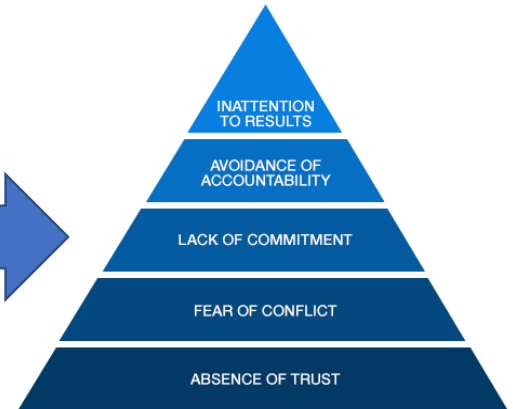 INATTENTION
TO RESULTS
AVOIDANCE OF
ACCOUNTABILITY
LACK OF COMMITMENT
FEAR OF CONFLICT
ABSENCE OF TRUST